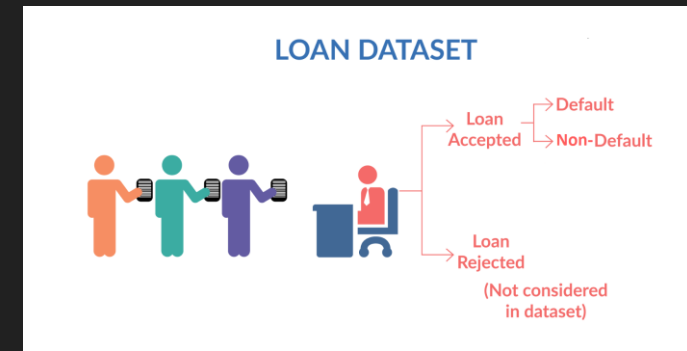 LOAN DATASET
Loan
Accepted
Default
Non-Default
Loan
Rejected
(Not considered
in dataset)